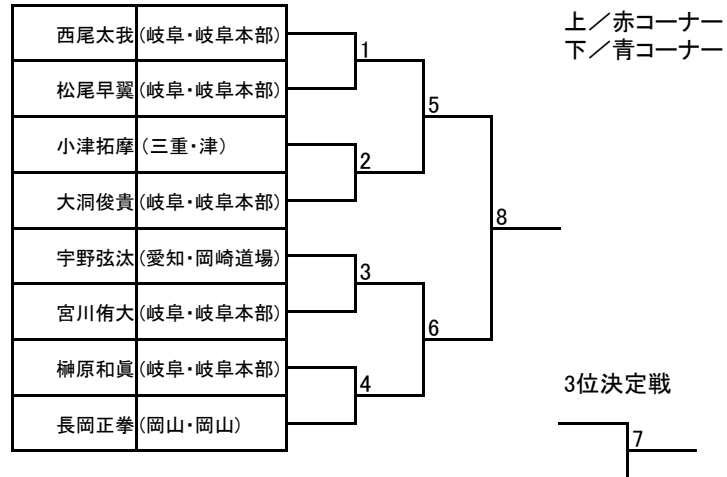 西尾太我 (岐阜・岐阜本部)
松尾早翼 (岐阜・岐阜本部)
小津拓摩 (三重・津)
大洞俊貴 (岐阜・岐阜本部)
宇野弦汰 (愛知・岡崎道場)
宮川侑大 (岐阜・岐阜本部)
榊原和眞 (岐阜・岐阜本部)
長岡正拳 (岡山・岡山)
1
2
3
4
5
6
8
上／赤コーナー
下／青コーナー
3位決定戦
7